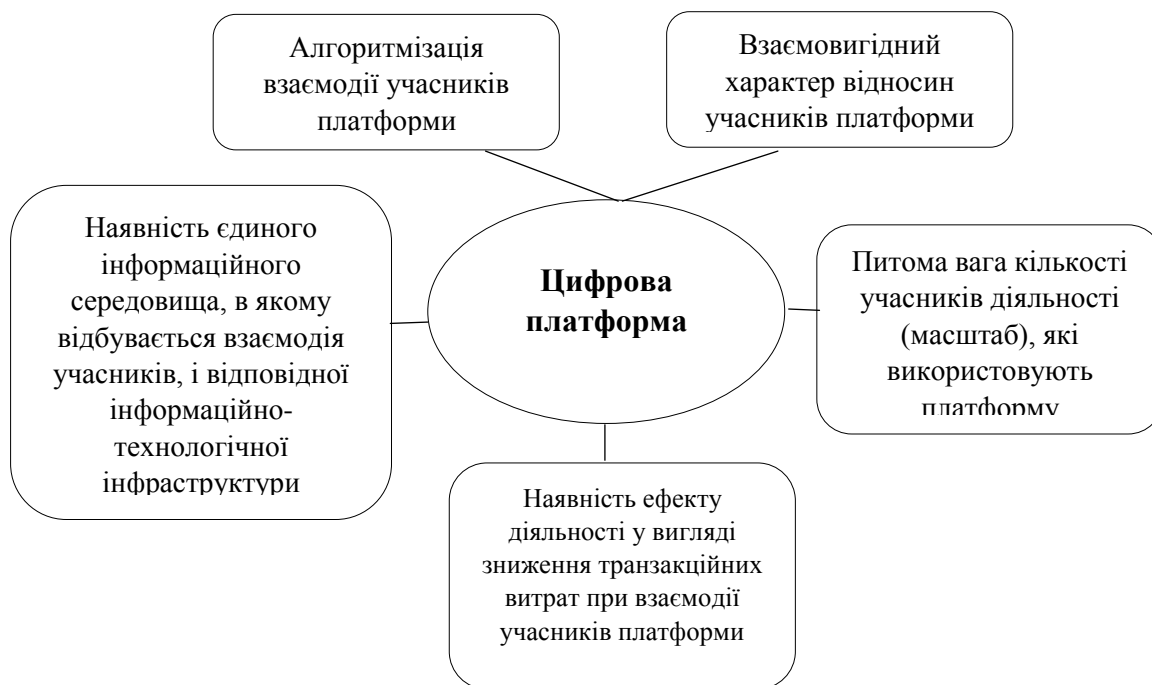 Алгоритмізація
взаємодії учасників
платформи
Взаємовигідний
характер відносин
учасників платформи
Наявність єдиного
інформаційного
середовища, в якому
відбувається взаємодія
учасників, і відповідної
інформаційно-
технологічної
інфраструктури
Цифрова
платформа
Питома вага кількості
учасників діяльності
(масштаб), які
використовують
платформу
Наявність ефекту
діяльності у вигляді
зниження транзакційних
витрат при взаємодії
учасників платформи